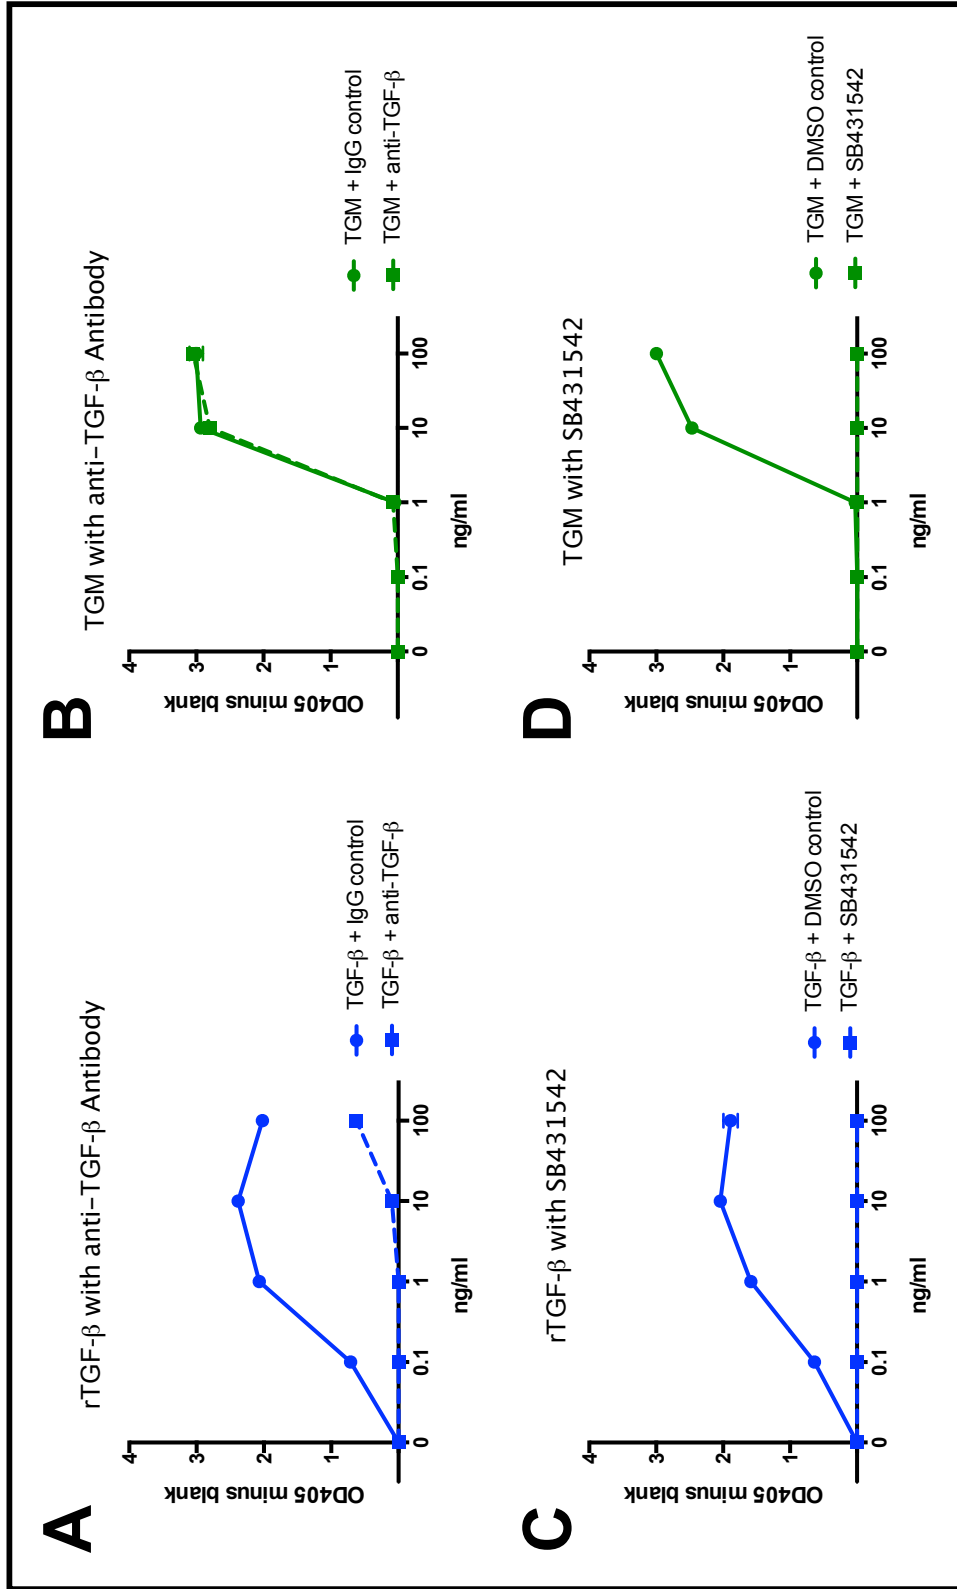 A
rTGF-β with anti-TGF-β Antibody
OD405 minus blank
4
3
2
1
0
0.1
1
10
100
ng/ml
TGF-β + IgG control
TGF-β + anti-TGF-β
B
TGM with anti-TGF-β Antibody
OD405 minus blank
4
3
2
1
0
0.1
1
10
100
ng/ml
TGM + IgG control
TGM + anti-TGF-β
C
rTGF-β with SB431542
OD405 minus blank
4
3
2
1
0
0.1
1
10
100
ng/ml
TGF-β + DMSO control
TGF-β + SB431542
D
TGM with SB431542
OD405 minus blank
4
3
2
1
0
0.1
1
10
100
ng/ml
TGM + DMSO control
TGM + SB431542